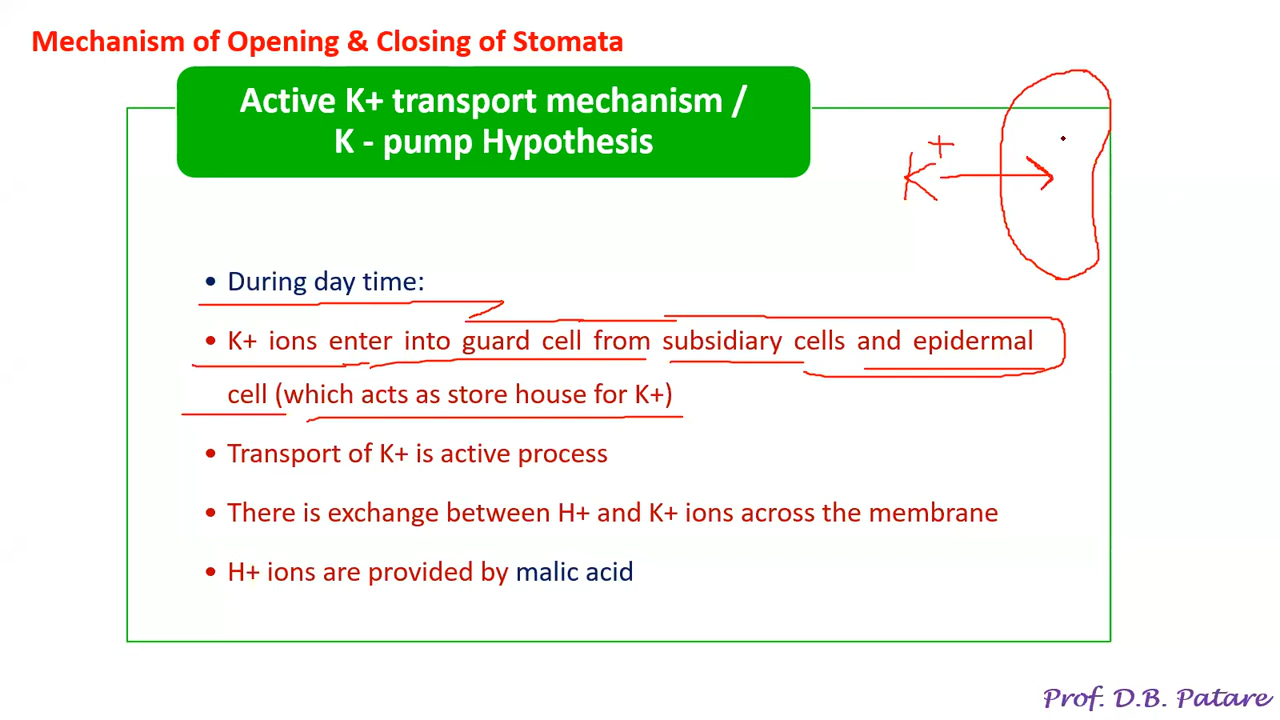 Mechanism of Opening & Closing of Stomata
Active K+ transport mechanism /
K - pump Hypothesis
K+
• During day time:
• K+ ions enter into guard cell from subsidiary cells and epidermal
cell (which acts as store house for K+)
• Transport of K+ is active process
• There is exchange between H+ and K+ ions across the membrane
• H+ ions are provided by malic acid
Prof. D.B. Patare